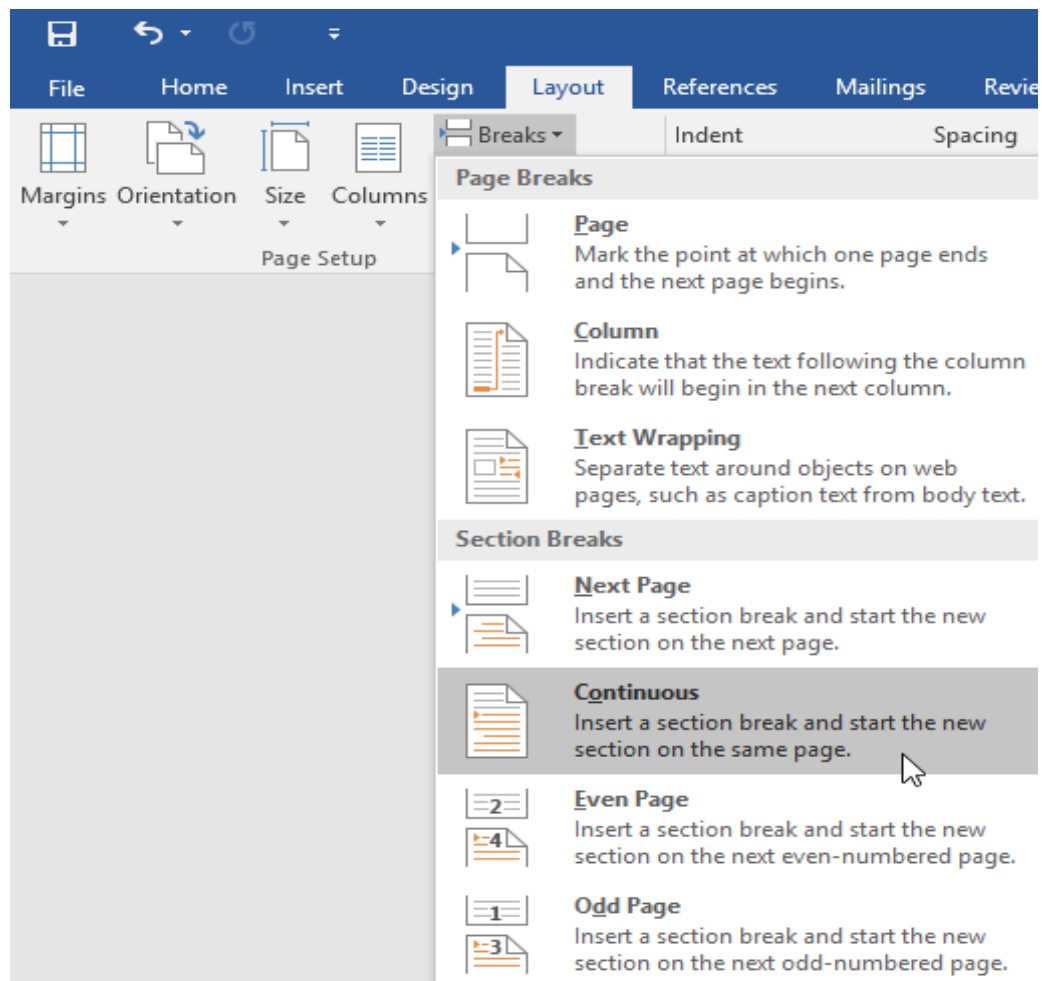 File Home Insert Design Layout References Mailings Revie
Breaks Indent Spacing
Margins Orientation Size Columns
Page Setup
Page Breaks
Page
Mark the point at which one page ends
and the next page begins.
Column
Indicate that the text following the column
break will begin in the next column.
Text Wrapping
Separate text around objects on web
pages, such as caption text from body text.
Section Breaks
Next Page
Insert a section break and start the new
section on the next page.
Continuous
Insert a section break and start the new
section on the same page.
2
4
Even Page
Insert a section break and start the new
section on the next even-numbered page.
1
3
Odd Page
Insert a section break and start the new
section on the next odd-numbered page.